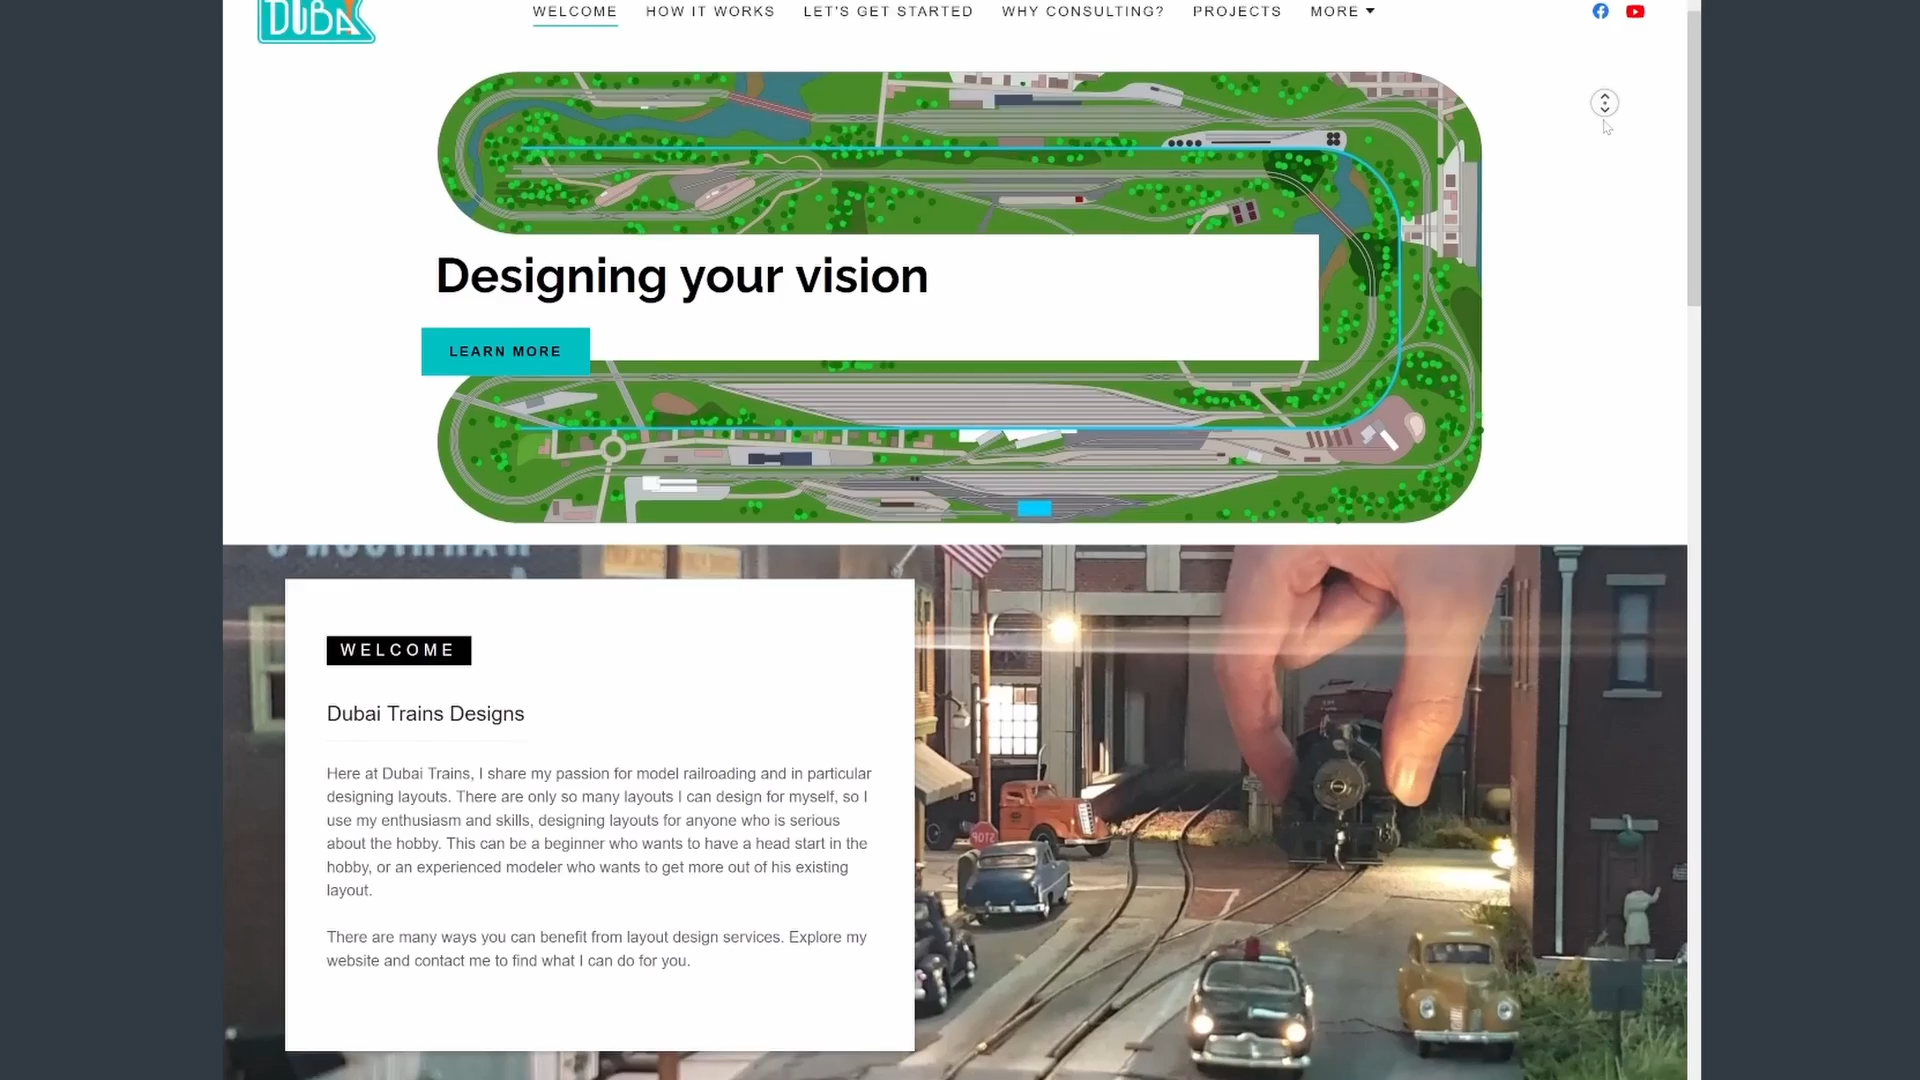 DUBA
WELCOME HOW IT WORKS LET'S GET STARTED WHY CONSULTING? PROJECTS MORE
Designing your vision
LEARN MORE
WELCOME
Dubai Trains Designs
Here at Dubai Trains, I share my passion for model railroading and in particular
designing layouts. There are only so many layouts I can design for myself, so I
use my enthusiasm and skills, designing layouts for anyone who is serious
about the hobby. This can be a beginner who wants to have a head start in the
hobby, or an experienced modeler who wants to get more out of his existing
layout.
There are many ways you can benefit from layout design services. Explore my
website and contact me to find what I can do for you.
STOP